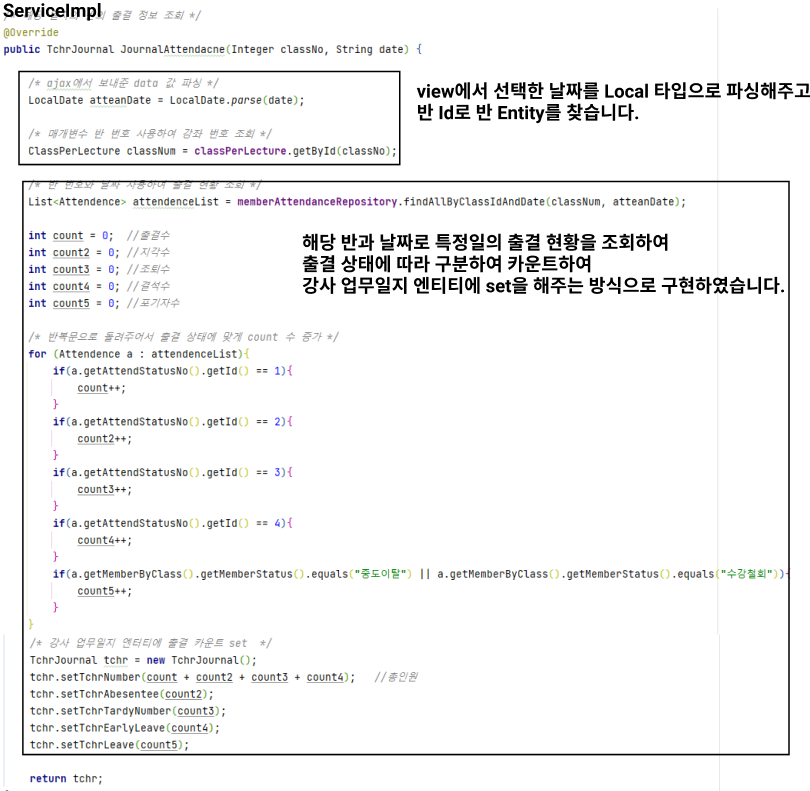 ServiceImpl
출결 정보 조회 */
@Override
public TchrJournal JournalAttendacne(Integer classNo, String date) {
/* ajax에서 보내준 data 값 파싱 */
LocalDate atteanDate = LocalDate.parse(date);
view에서 선택한 날짜를 Local 타입으로 파싱해주고
반 Id로 반 Entity를 찾습니다.
/* 매개변수 반 번호 사용하여 강좌 번호 조회 */
ClassPerLecture classNum = classPerLecture.getById(classNo);
/* 반 번호와 날짜 사용하여 출결 현황 조회 */
List<Attendence> attendenceList = memberAttendanceRepository.findAllByClassIdAndDate(classNum, atteanDate);
int count = 0; //출결수
int count2 = 0; //지각수
int count3 = 0; //조퇴수
int count4 = 0; //결석수
int count5 = 0; //포기자수
해당 반과 날짜로 특정일의 출결 현황을 조회하여
출결 상태에 따라 구분하여 카운트하여
강사 업무일지 엔티티에 set을 해주는 방식으로 구현하였습니다.
/* 반복문으로 돌려주어서 출결 상태에 맞게 count 수 증가 */
for (Attendence a : attendenceList){
if(a.getAttendStatusNo().getId() == 1){
count++;
}
if(a.getAttendStatusNo().getId() == 2){
count2++;
}
if(a.getAttendStatusNo().getId() == 3){
count3++;
}
if(a.getAttendStatusNo().getId() == 4){
count4++;
}
if(a.getMemberByClass().getMemberStatus().equals("중도이탈") || a.getMemberByClass().getMemberStatus().equals("수강철회")){
count5++;
}
}
/* 강사 업무일지 엔터티에 출결 카운트 set */
TchrJournal tchr = new TchrJournal();
tchr.setTchrNumber(count + count2 + count3 + count4); //총인원
tchr.setTchrAbesentee(count2);
tchr.setTchrTardyNumber(count3);
tchr.setTchrEarlyLeave(count4);
tchr.setTchrLeave(count5);
return tchr;